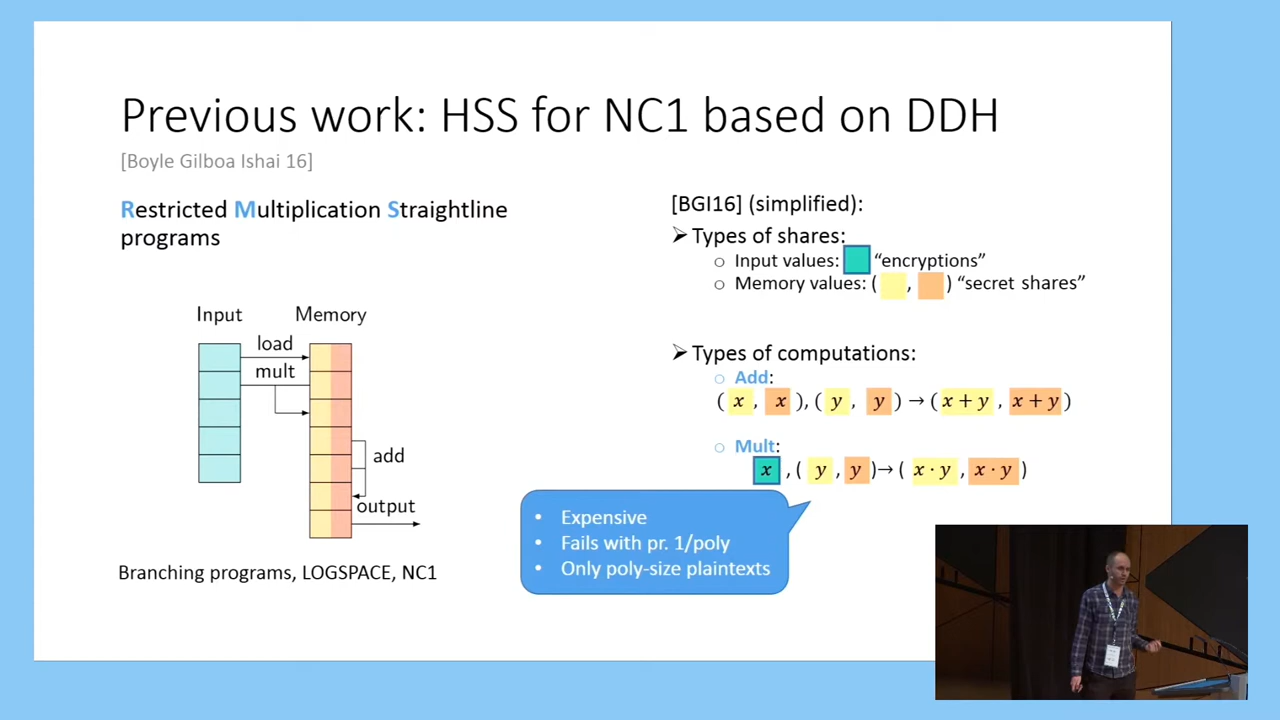 Previous work: HSS for NC1 based on DDH
[Boyle Gilboa Ishai 16]
Restricted Multiplication Straightline
programs
Input Memory
load
mult
add
output
Branching programs, LOGSPACE, NC1
[BGI16] (simplified):
➢ Types of shares:
○ Input values: "encryptions"
○ Memory values: ( , ) "secret shares"
➢ Types of computations:
○ Add:
( x , x ), ( y , y ) → ( x + y , x + y )
○ Mult:
x , ( y , y ) → ( x · y , x · y )
• Expensive
• Fails with pr. 1/poly
• Only poly-size plaintexts